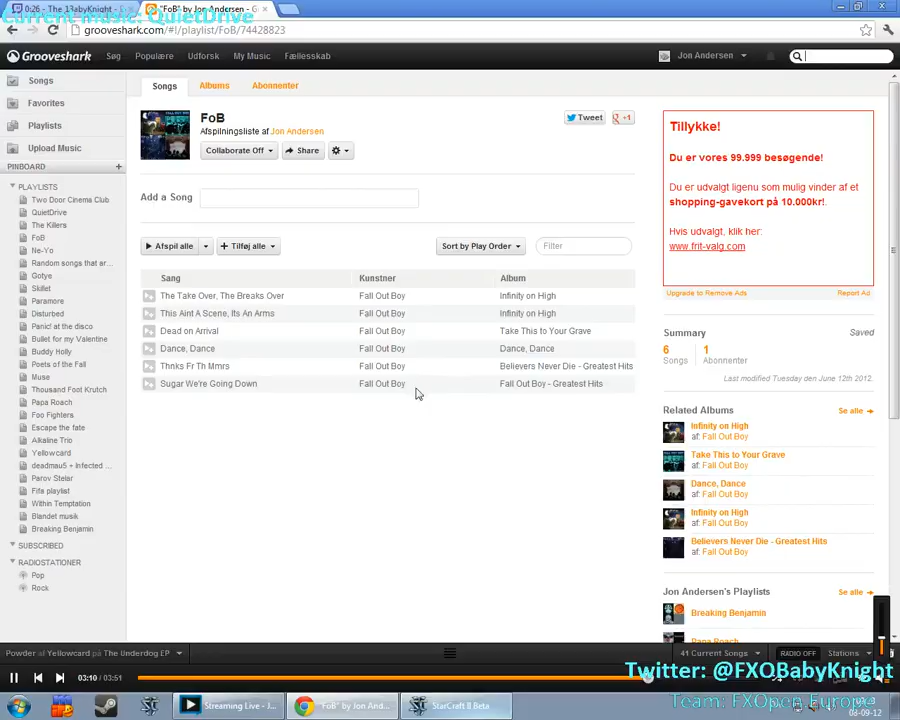 0:26 - The 13abyKnight -
"FoB" by Jon Andersen - G
Current music: QuietDrive
grooveshark.com/#!/playlist/FoB/74428823
Grooveshark Søg Populære Udforsk My Music Fællesskab Jon Andersen
Songs
Favorites
Playlists
Upload Music
PINBOARD +
PLAYLISTS
Two Door Cinema Club
QuietDrive
The Killers
FoB
Ne-Yo
Random songs that ar...
Gotye
Skillet
Paramore
Disturbed
Panic! at the disco
Bullet for my Valentine
Buddy Holly
Poets of the Fall
Muse
Thousand Foot Krutch
Papa Roach
Foo Fighters
Escape the fate
Alkaline Trio
Yellowcard
deadmau5 + Infected ...
Parov Stelar
Fifa playlist
Within Temptation
Blandet musik
Breaking Benjamin
SUBSCRIBED
RADIOSTATIONER
Pop
Rock
Songs Albums Abonnenter
FoB
Afspilningsliste af Jon Andersen
Collaborate Off Share
Tweet +1
Add a Song
Afspil alle + Tilføj alle Sort by Play Order Filter
Sang Kunstner Album
The Take Over, The Breaks Over Fall Out Boy Infinity on High
This Aint A Scene, Its An Arms Fall Out Boy Infinity on High
Dead on Arrival Fall Out Boy Take This to Your Grave
Dance, Dance Fall Out Boy Dance, Dance
Thnks Fr Th Mmrs Fall Out Boy Believers Never Die - Greatest Hits
Sugar We're Going Down Fall Out Boy Fall Out Boy - Greatest Hits
Tillykke!
Du er vores 99.999 besøgende!
Du er udvalgt ligenu som mulig vinder af et
shopping-gavekort på 10.000kr!.
Hvis udvalgt, klik her:
www.frit-valg.com
Upgrade to Remove Ads Report Ad
Summary Saved
6 1
Songs Abonnenter
Last modified Tuesday den June 12th 2012.
Related Albums Se alle
Infinity on High
af: Fall Out Boy
Take This to Your Grave
af: Fall Out Boy
Dance, Dance
af: Fall Out Boy
Infinity on High
af: Fall Out Boy
Believers Never Die - Greatest Hits
af: Fall Out Boy
Jon Andersen's Playlists Se alle
Breaking Benjamin
Papa Roach
Powder af Yellowcard på The Underdog EP 41 Current Songs RADIO OFF Stations
03:10 / 03:51
Twitter: @FXOBabyKnight
Team: FXOpen Europe
Streaming Live - J...
"FoB" by Jon And...
StarCraft II Beta
03-09-12